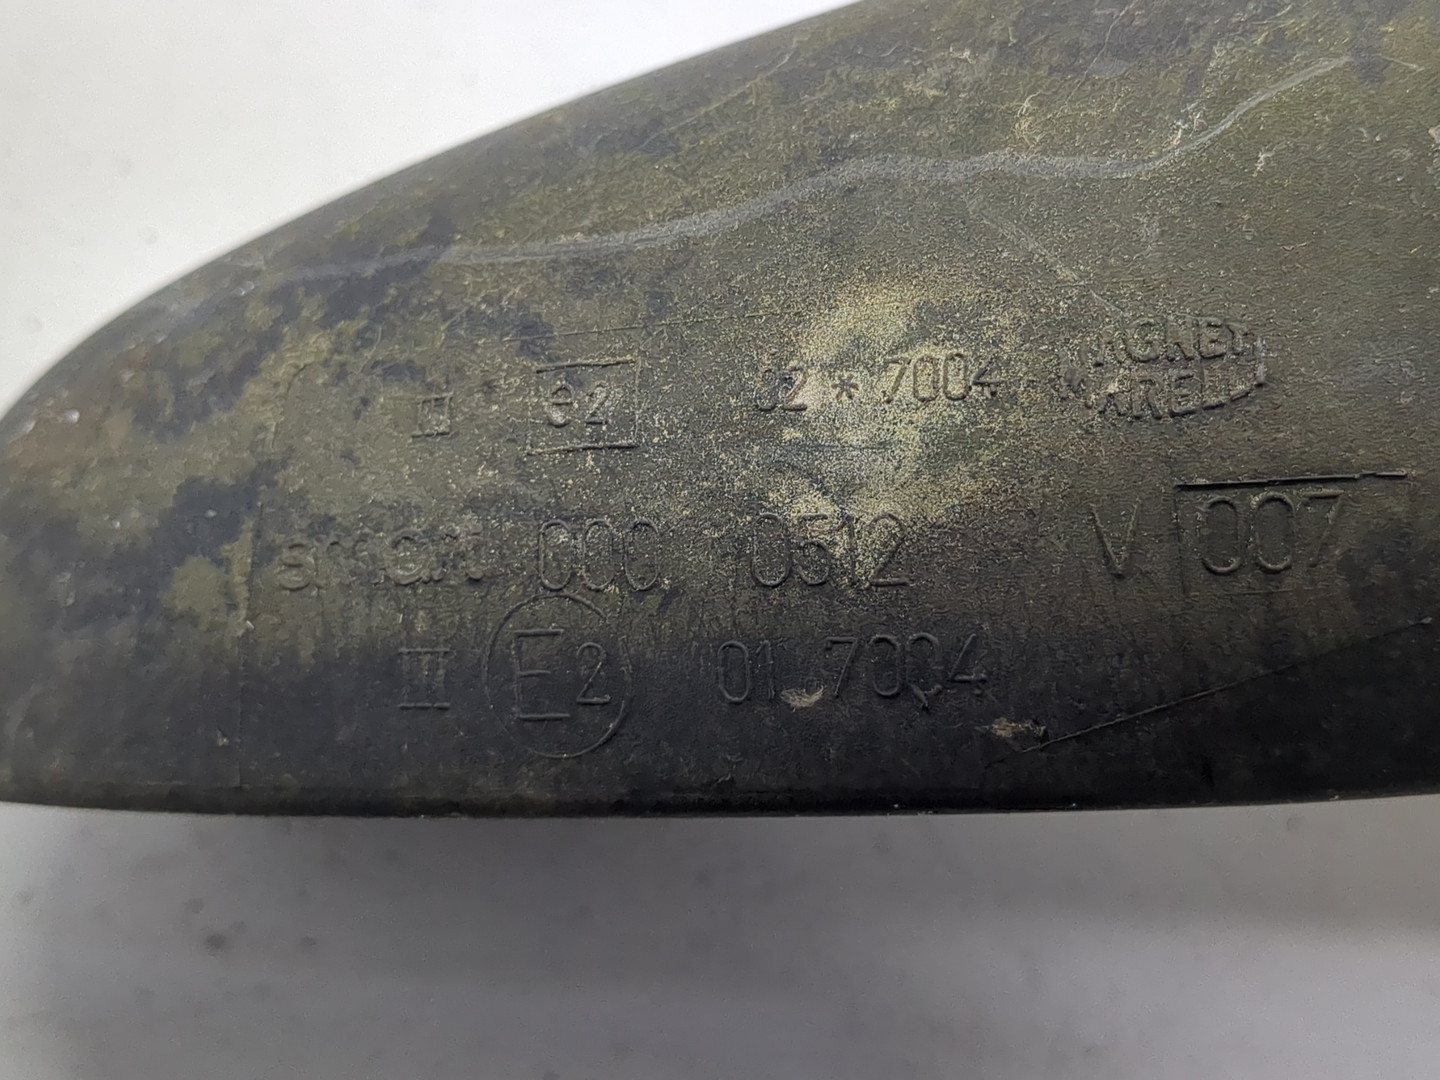 III e2 02 * 7004 MAGNETI MARELLI
smart 000 0512 V 007
III E2 01 7004